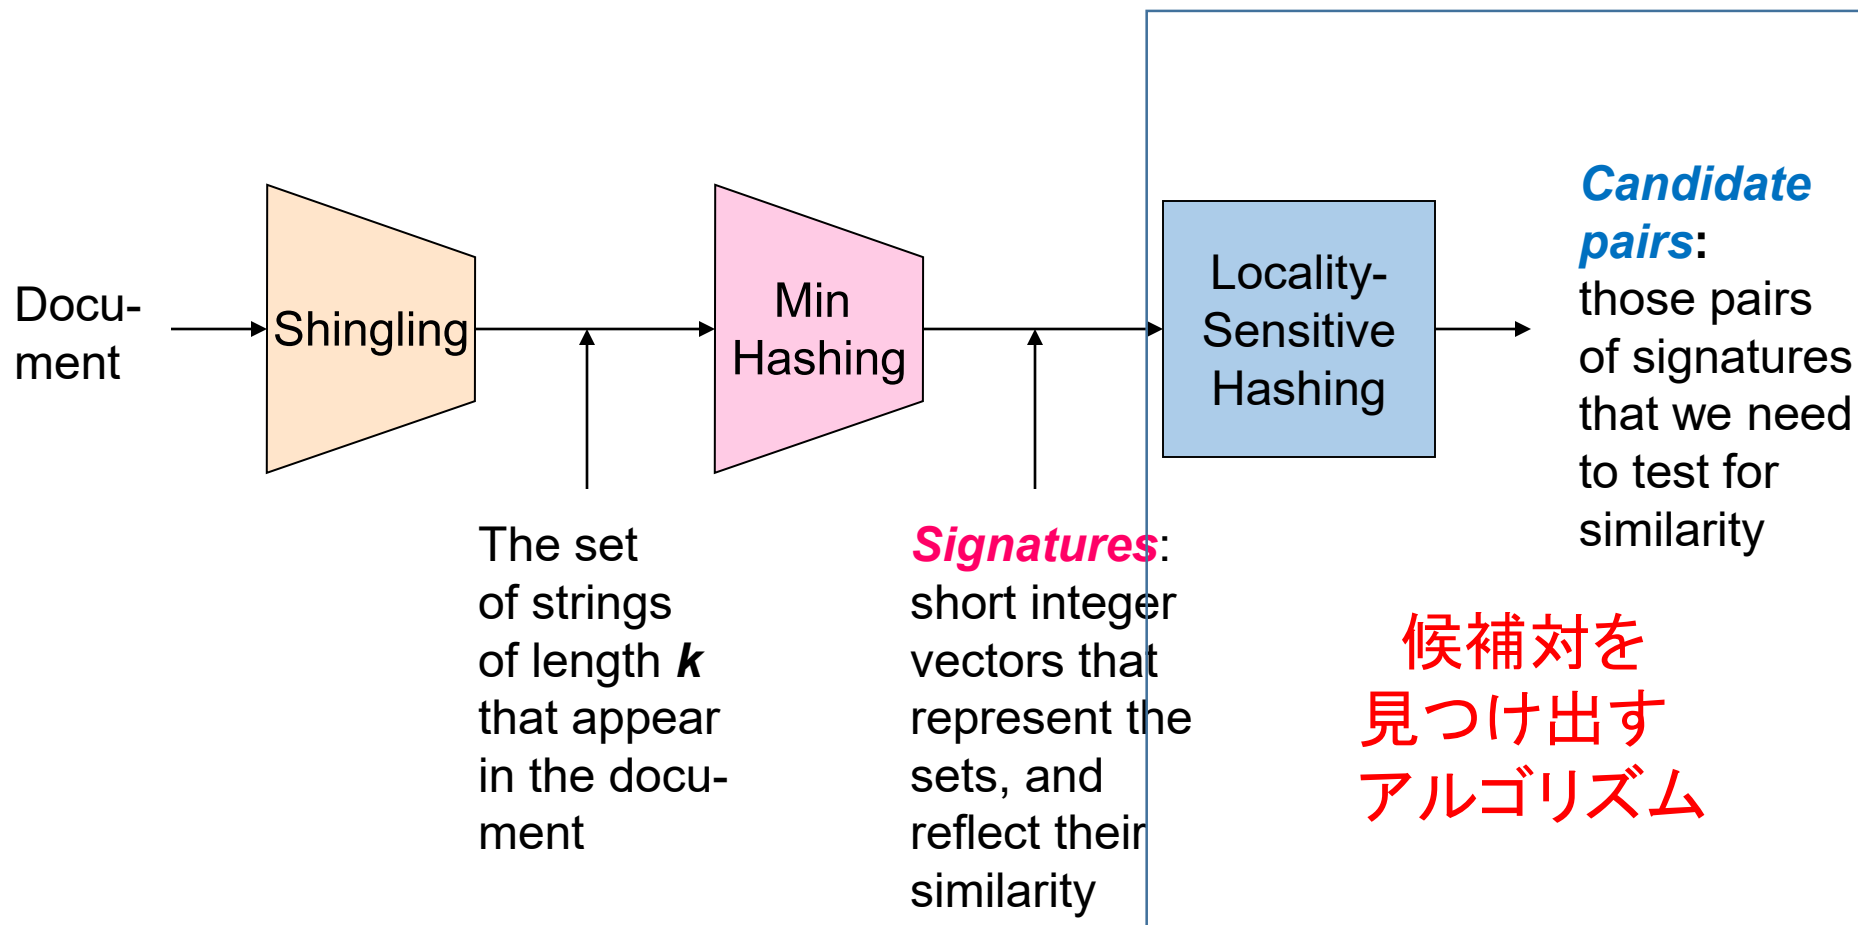 Docu-
ment
Shingling
Min
Hashing
Locality-
Sensitive
Hashing
Candidate
pairs:
those pairs
of signatures
that we need
to test for
similarity
The set
of strings
of length k
that appear
in the docu-
ment
Signatures:
short integer
vectors that
represent the
sets, and
reflect their
similarity
候補対を
見つけ出す
アルゴリズム